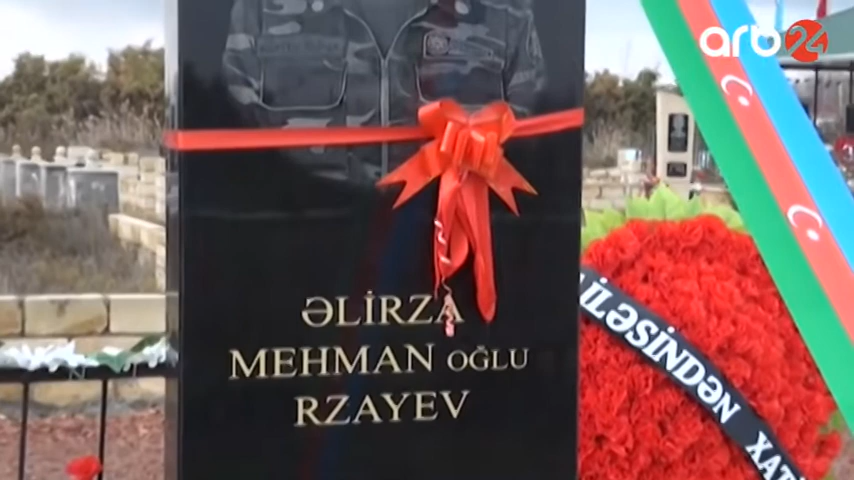 arb24
ƏLİRZA
MEHMAN OĞLU
RZAYEV
AİLƏSİNDƏN